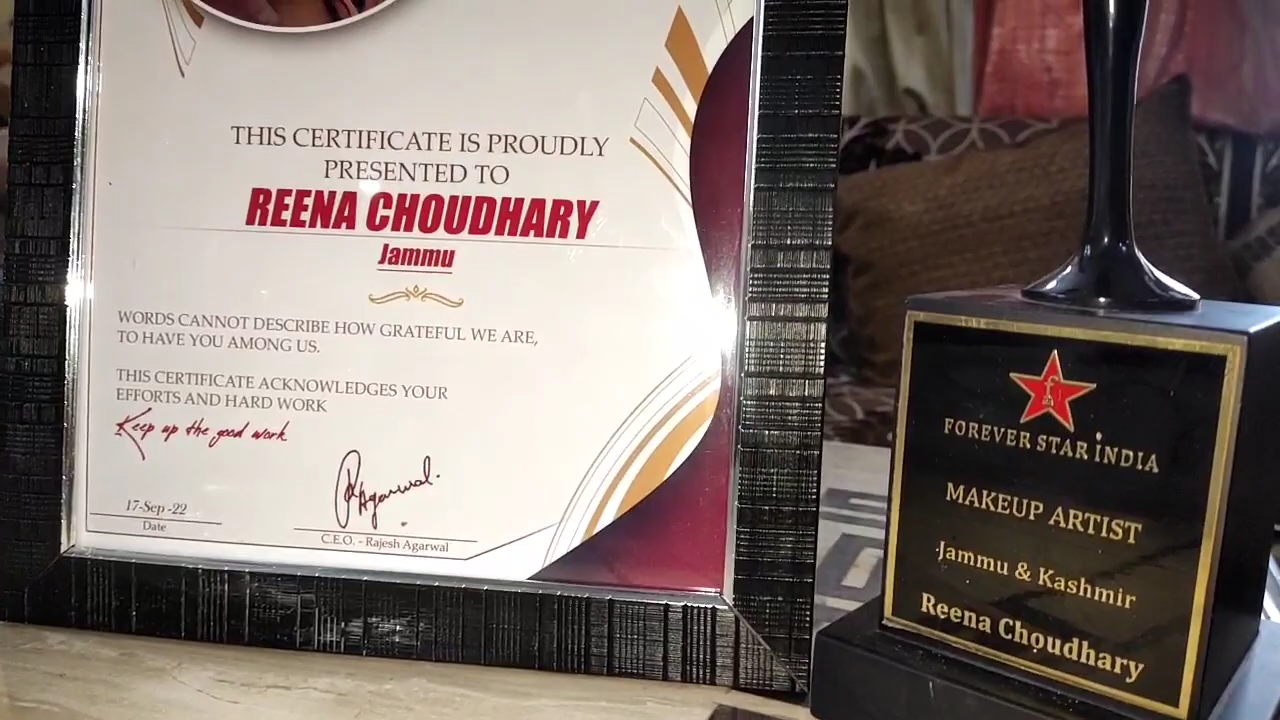 THIS CERTIFICATE IS PROUDLY
PRESENTED TO
REENA CHOUDHARY
Jammu
WORDS CANNOT DESCRIBE HOW GRATEFUL WE ARE,
TO HAVE YOU AMONG US.
THIS CERTIFICATE ACKNOWLEDGES YOUR
EFFORTS AND HARD WORK
Keep up the good work
RAgarwal.
17-Sep -22
Date
C.E.O. - Rajesh Agarwal
f
FOREVER STAR INDIA
MAKEUP ARTIST
Jammu & Kashmir
Reena Choudhary